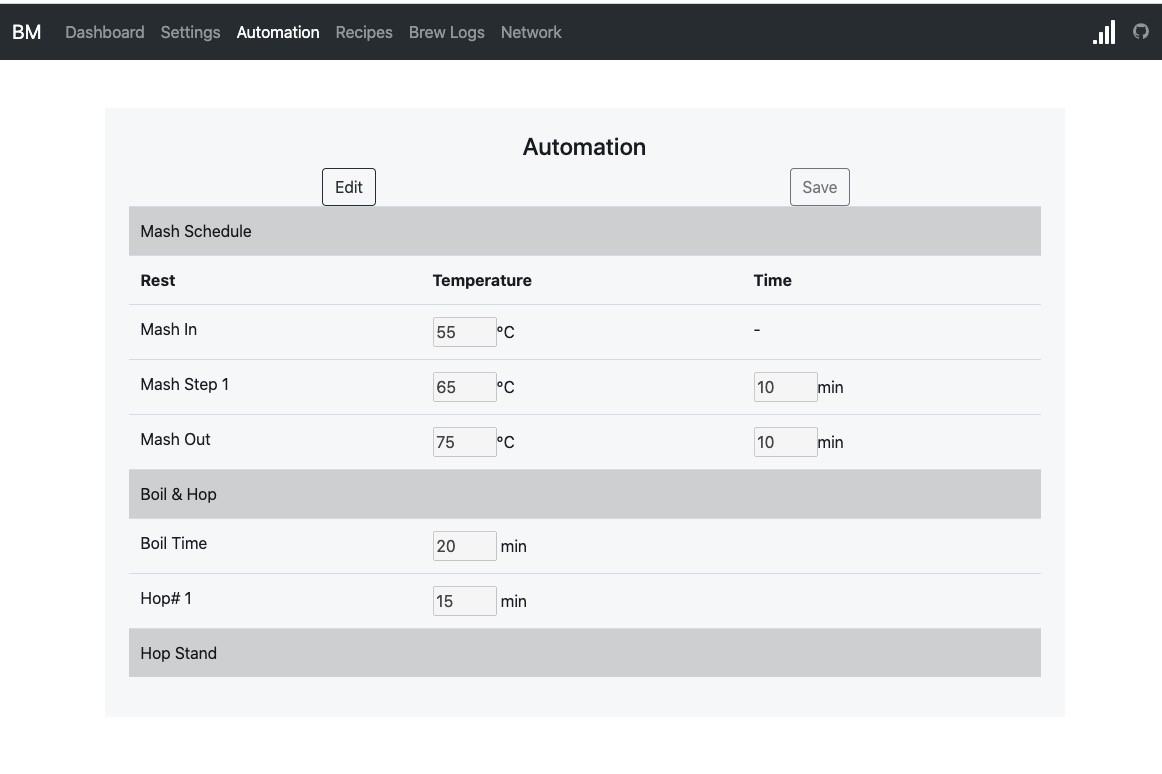 BM Dashboard Settings Automation Recipes Brew Logs Network
Automation
Edit Save
Mash Schedule
Rest Temperature Time
Mash In 55 °C -
Mash Step 1 65 °C 10 min
Mash Out 75 °C 10 min
Boil & Hop
Boil Time 20 min
Hop# 1 15 min
Hop Stand